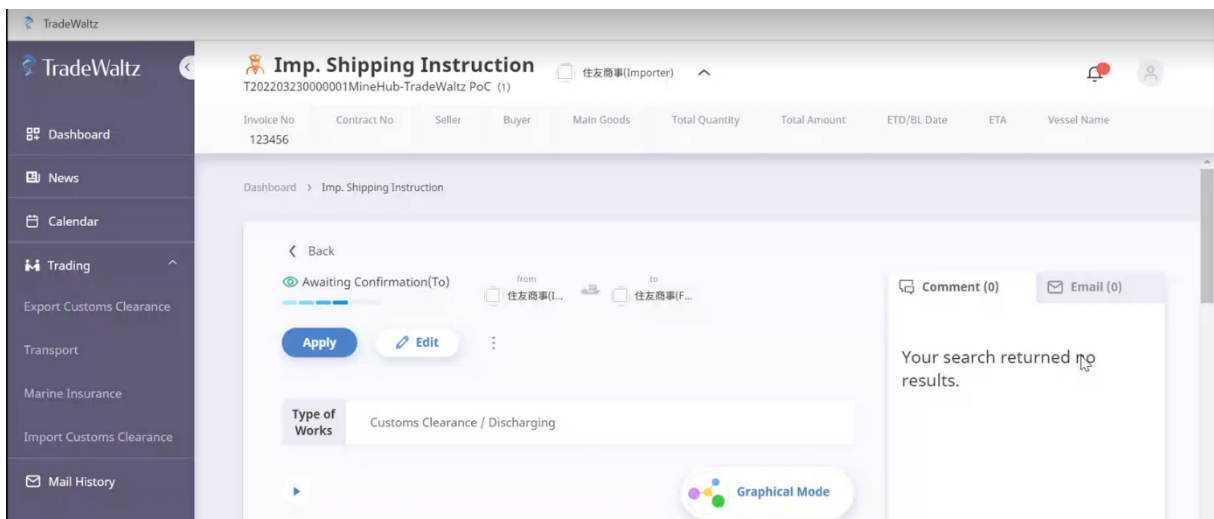 TradeWaltz
TradeWaltz
Imp. Shipping Instruction
住友商事(Importer)
T202203230000001MineHub-TradeWaltz PoC (1)
Invoice No Contract No Seller Buyer Main Goods Total Quantity Total Amount ETD/BL Date ETA Vessel Name
123456
Dashboard
News
Calendar
Trading
Export Customs Clearance
Transport
Marine Insurance
Import Customs Clearance
Mail History
Dashboard > Imp. Shipping Instruction
Back
Awaiting Confirmation(To)
from
住友商事(I...
to
住友商事(F...
Apply
Edit
Type of
Works
Customs Clearance / Discharging
Graphical Mode
Comment (0)
Email (0)
Your search returned no
results.